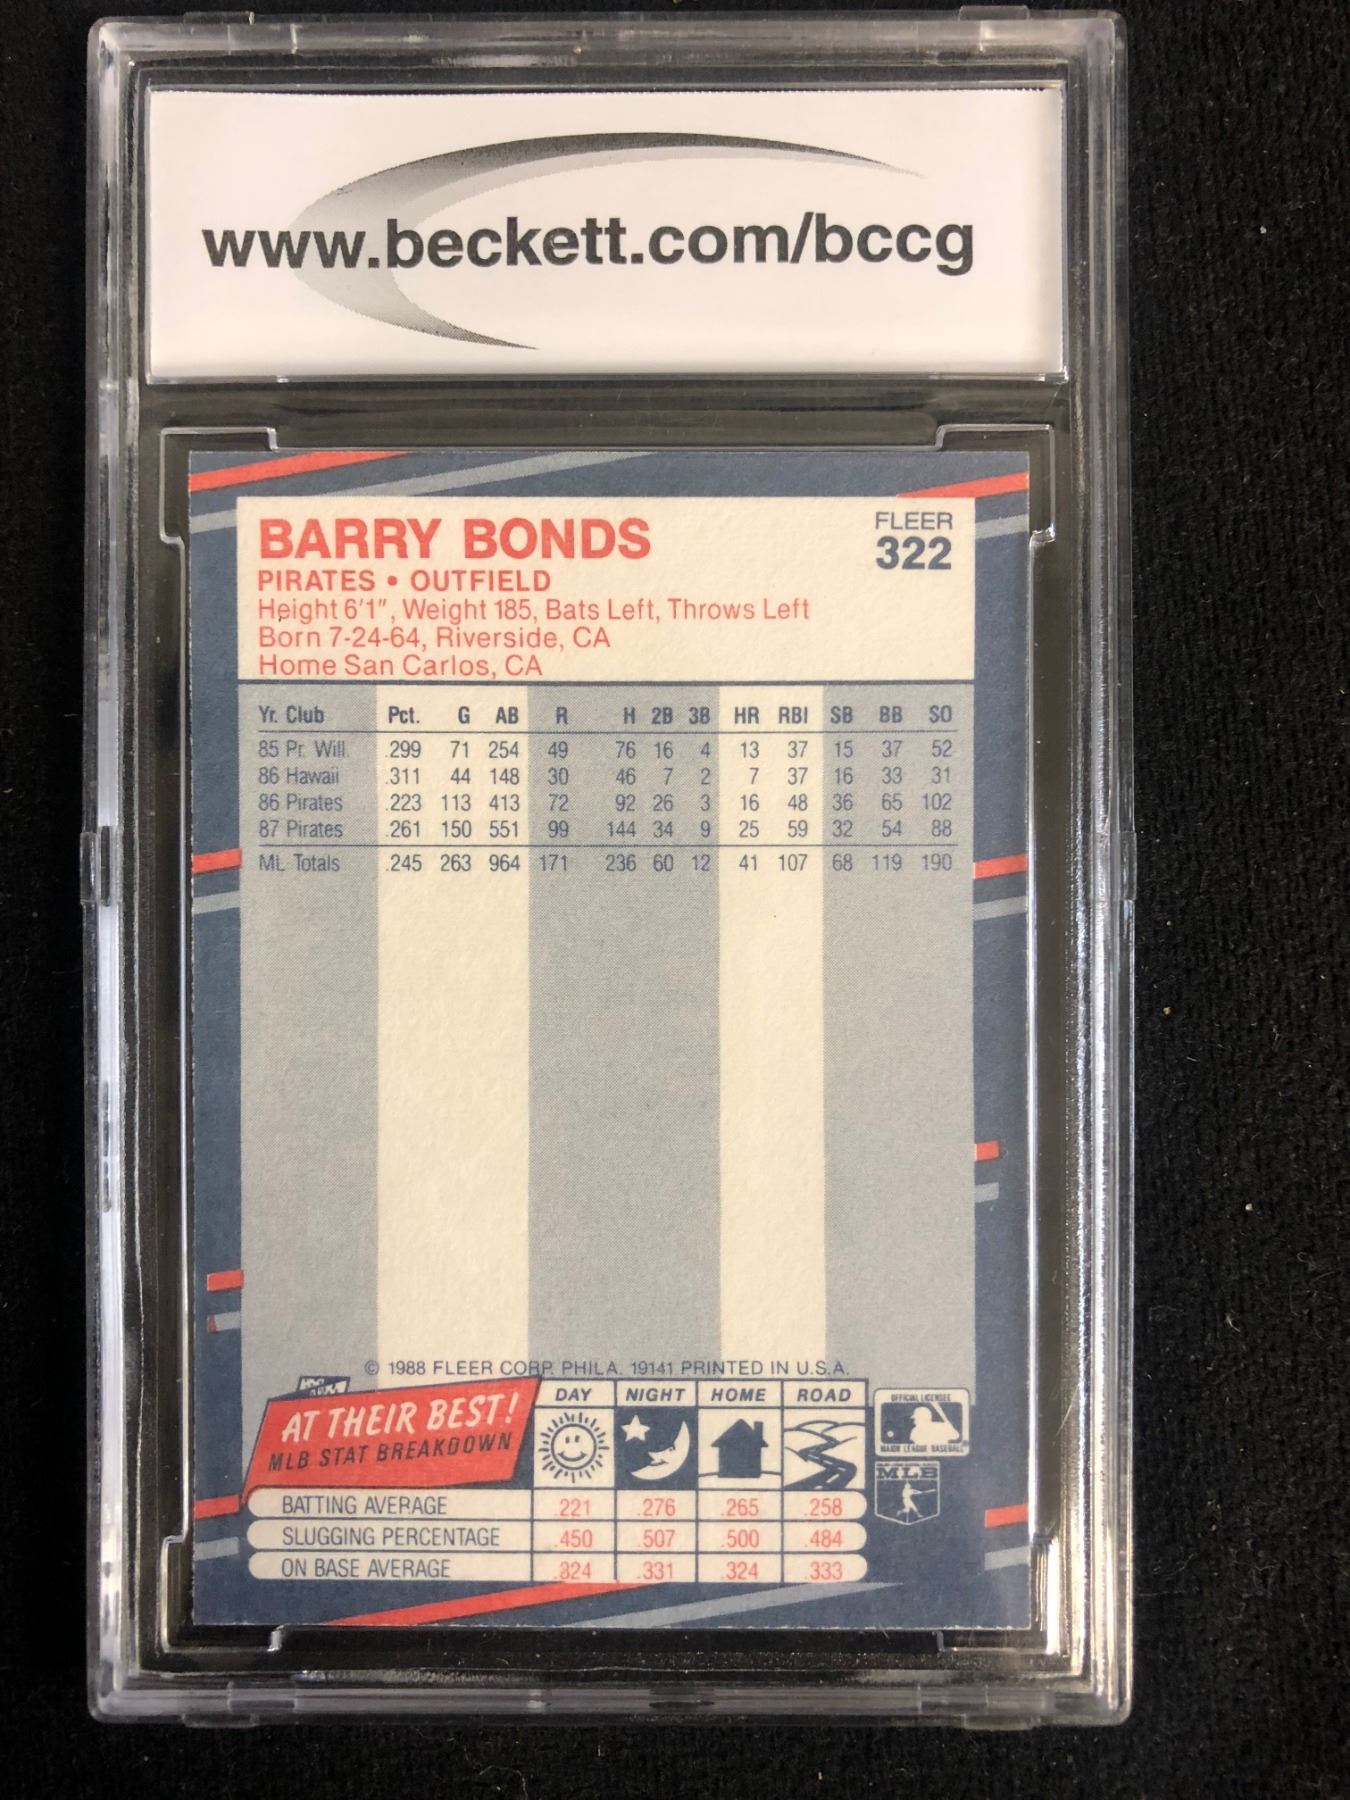 www.beckett.com/bccg
BARRY BONDS
FLEER
322
PIRATES • OUTFIELD
Height 6'1", Weight 185, Bats Left, Throws Left
Born 7-24-64, Riverside, CA
Home San Carlos, CA
Yr. Club Pct. G AB R H 2B 3B HR RBI SB BB SO
85 Pr. Will. .299 71 254 49 76 16 4 13 37 15 37 52
86 Hawaii .311 44 148 30 46 7 2 7 37 16 33 31
86 Pirates .223 113 413 72 92 26 3 16 48 36 65 102
87 Pirates .261 150 551 99 144 34 9 25 59 32 54 88
ML Totals .245 263 964 171 236 60 12 41 107 68 119 190
© 1988 FLEER CORP. PHILA. 19141 PRINTED IN U.S.A.
AT THEIR BEST!
MLB STAT BREAKDOWN
DAY NIGHT HOME ROAD
OFFICIAL LICENSEE
MAJOR LEAGUE BASEBALL
MLB
BATTING AVERAGE .221 .276 .265 .258
SLUGGING PERCENTAGE .450 .507 .500 .484
ON BASE AVERAGE .324 .331 .324 .333